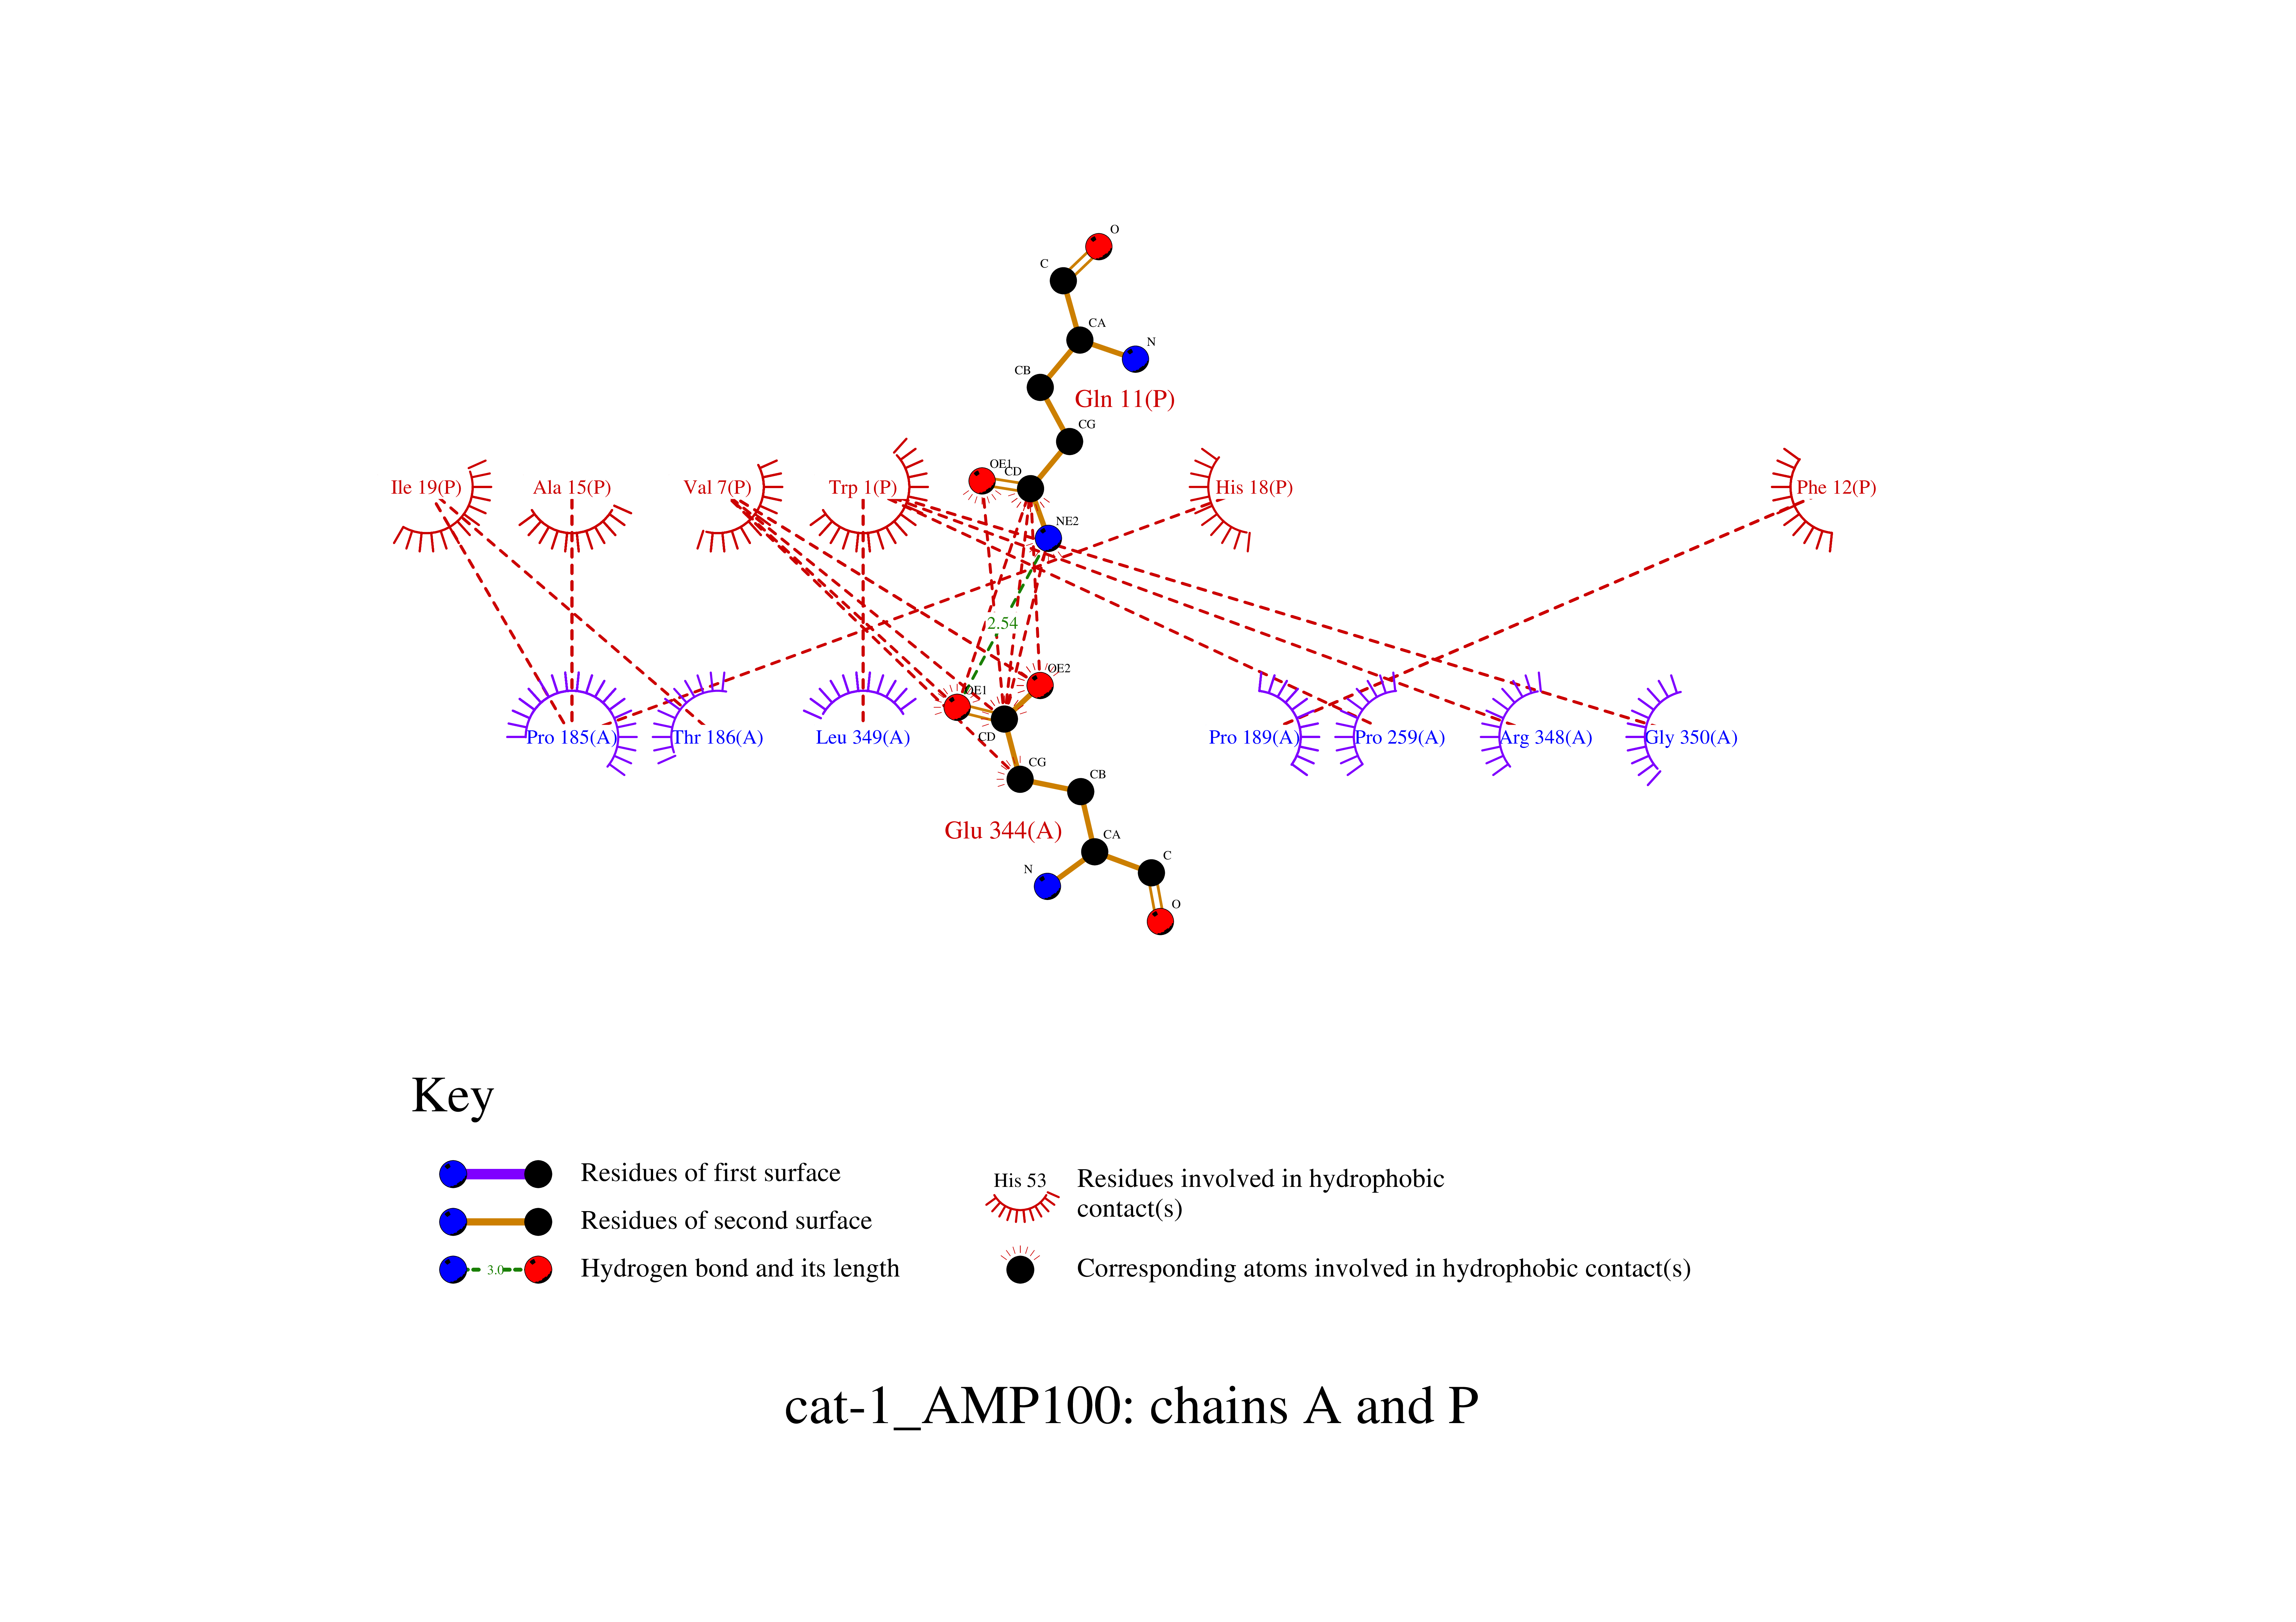 O
C
CA
N
CB
Gln 11(P)
CG
OE1
CD
Ile 19(P) Ala 15(P) Val 7(P) Trp 1(P) His 18(P) Phe 12(P)
NE2
2.54
OE2
OE1
Pro 185(A) Thr 186(A) Leu 349(A) CD Pro 189(A) Pro 259(A) Arg 348(A) Gly 350(A)
CG
CB
Glu 344(A)
CA
C
N
O
Key
Residues of first surface
Residues of second surface
3.0 Hydrogen bond and its length
His 53 Residues involved in hydrophobic
contact(s)
Corresponding atoms involved in hydrophobic contact(s)
cat-1_AMP100: chains A and P